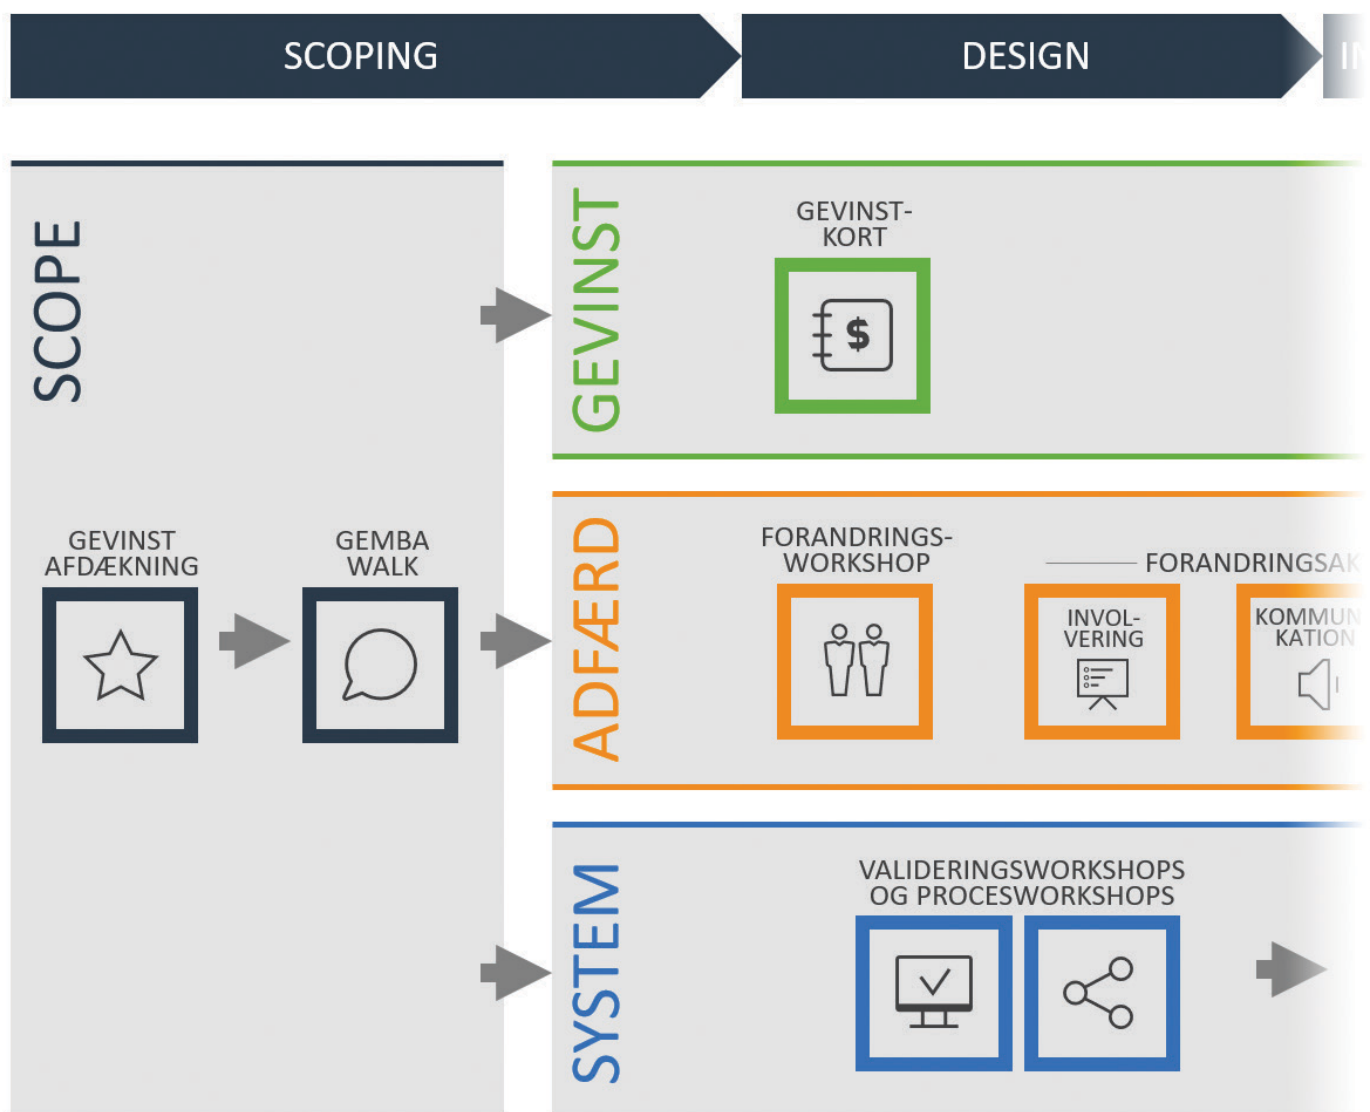 SCOPING
DESIGN
SCOPE
GEVINST
AFDÆKNING
GEMBA
WALK
GEVINST
GEVINST-
KORT
$
ADFÆRD
FORANDRINGS-
WORKSHOP
INVOL-
VERING
KATION
SYSTEM
VALIDERINGSWORKSHOPS
OG PROCESWORKSHOPS